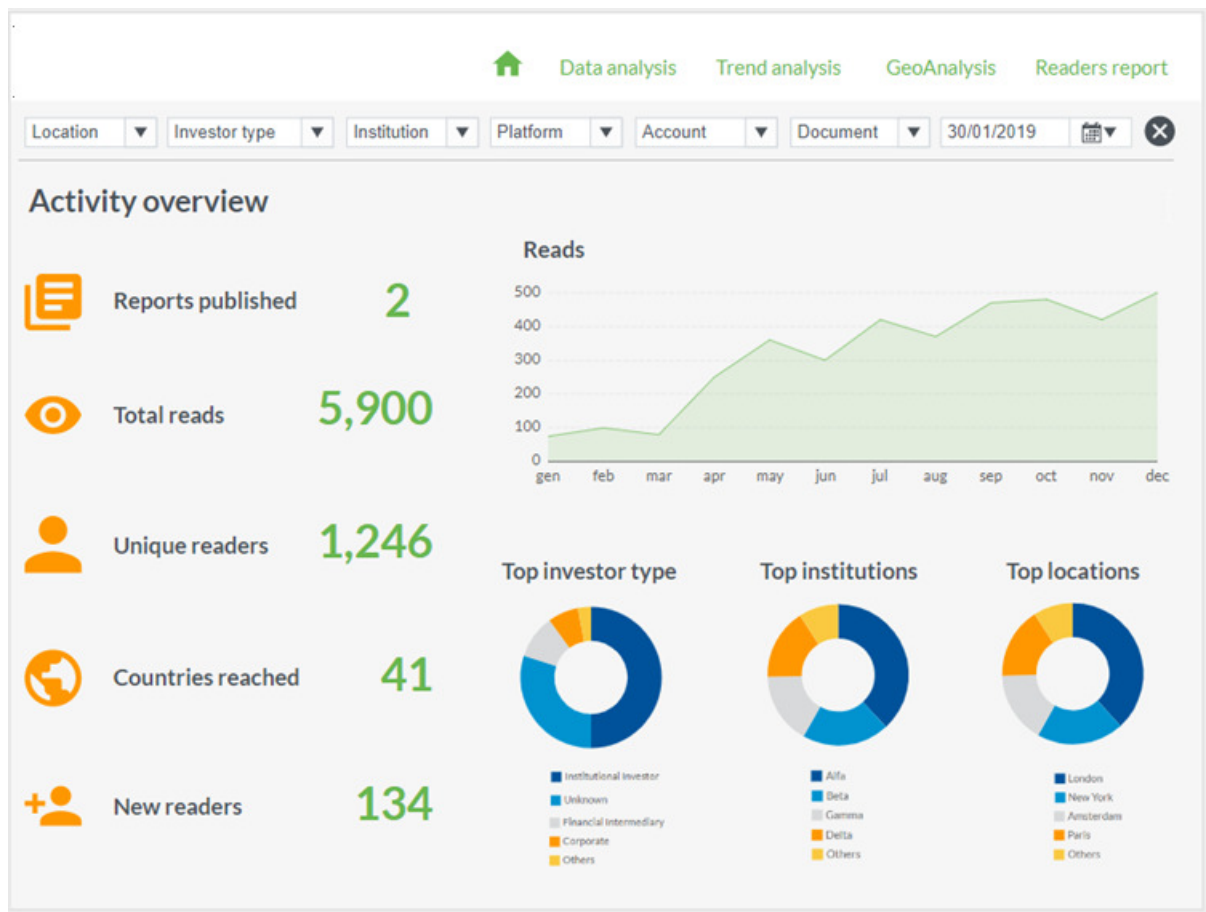 Data analysis Trend analysis GeoAnalysis Readers report
Location Investor type Institution Platform Account Document 30/01/2019
Activity overview
Reports published 2
Total reads 5,900
Unique readers 1,246
Countries reached 41
New readers 134
Reads
500
400
300
200
100
0
gen feb mar apr may jun jul aug sep oct nov dec
Top investor type
Institutional Investor
Unknown
Financial Intermediary
Corporate
Others
Top institutions
Alfa
Beta
Gamma
Delta
Others
Top locations
London
New York
Amsterdam
Paris
Others